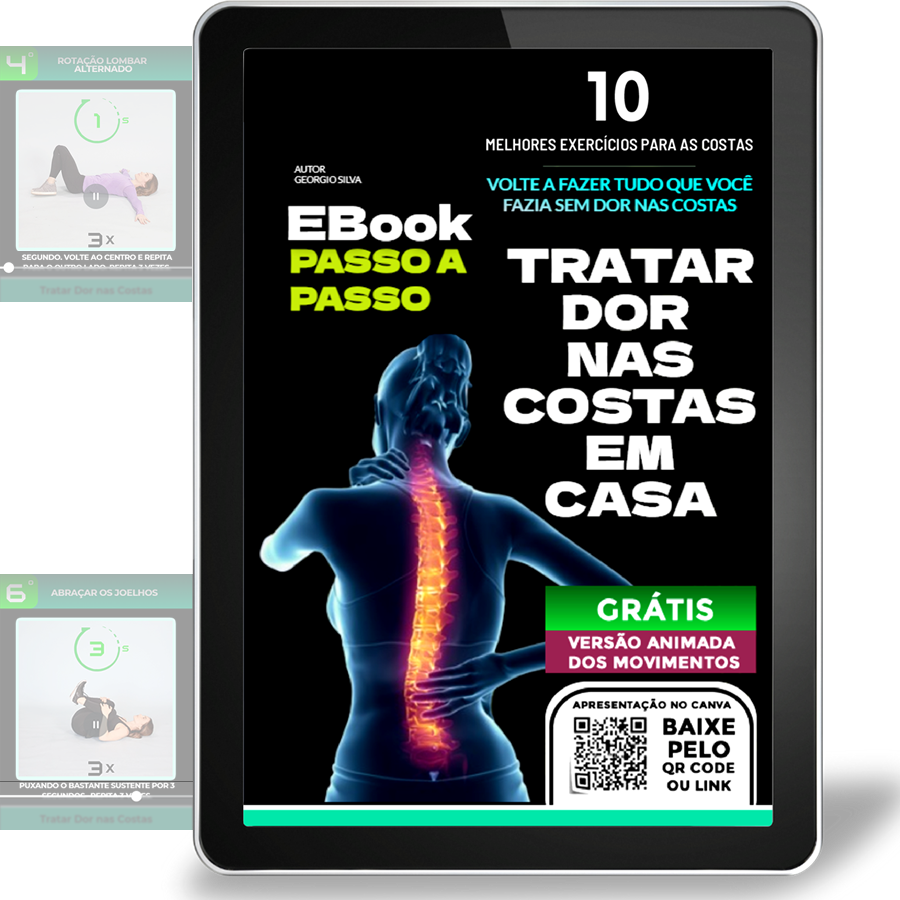 4°
ROTAÇÃO LOMBAR
ALTERNADO
1 s
3 x
SEGUNDO. VOLTE AO CENTRO E REPITA
PARA O OUTRO LADO. REPITA 3 VEZES
Tratar Dor nas Costas
6°
ABRAÇAR OS JOELHOS
3 s
3 x
PUXANDO O BASTANTE SUSTENTE POR 3
SEGUNDOS. REPITA 3 VEZES
Tratar Dor nas Costas
10
MELHORES EXERCÍCIOS PARA AS COSTAS
VOLTE A FAZER TUDO QUE VOCÊ
FAZIA SEM DOR NAS COSTAS
AUTOR
GEORGIO SILVA
EBook
PASSO A
PASSO
TRATAR
DOR
NAS
COSTAS
EM
CASA
GRÁTIS
VERSÃO ANIMADA
DOS MOVIMENTOS
APRESENTAÇÃO NO CANVA
BAIXE
PELO
QR CODE
OU LINK